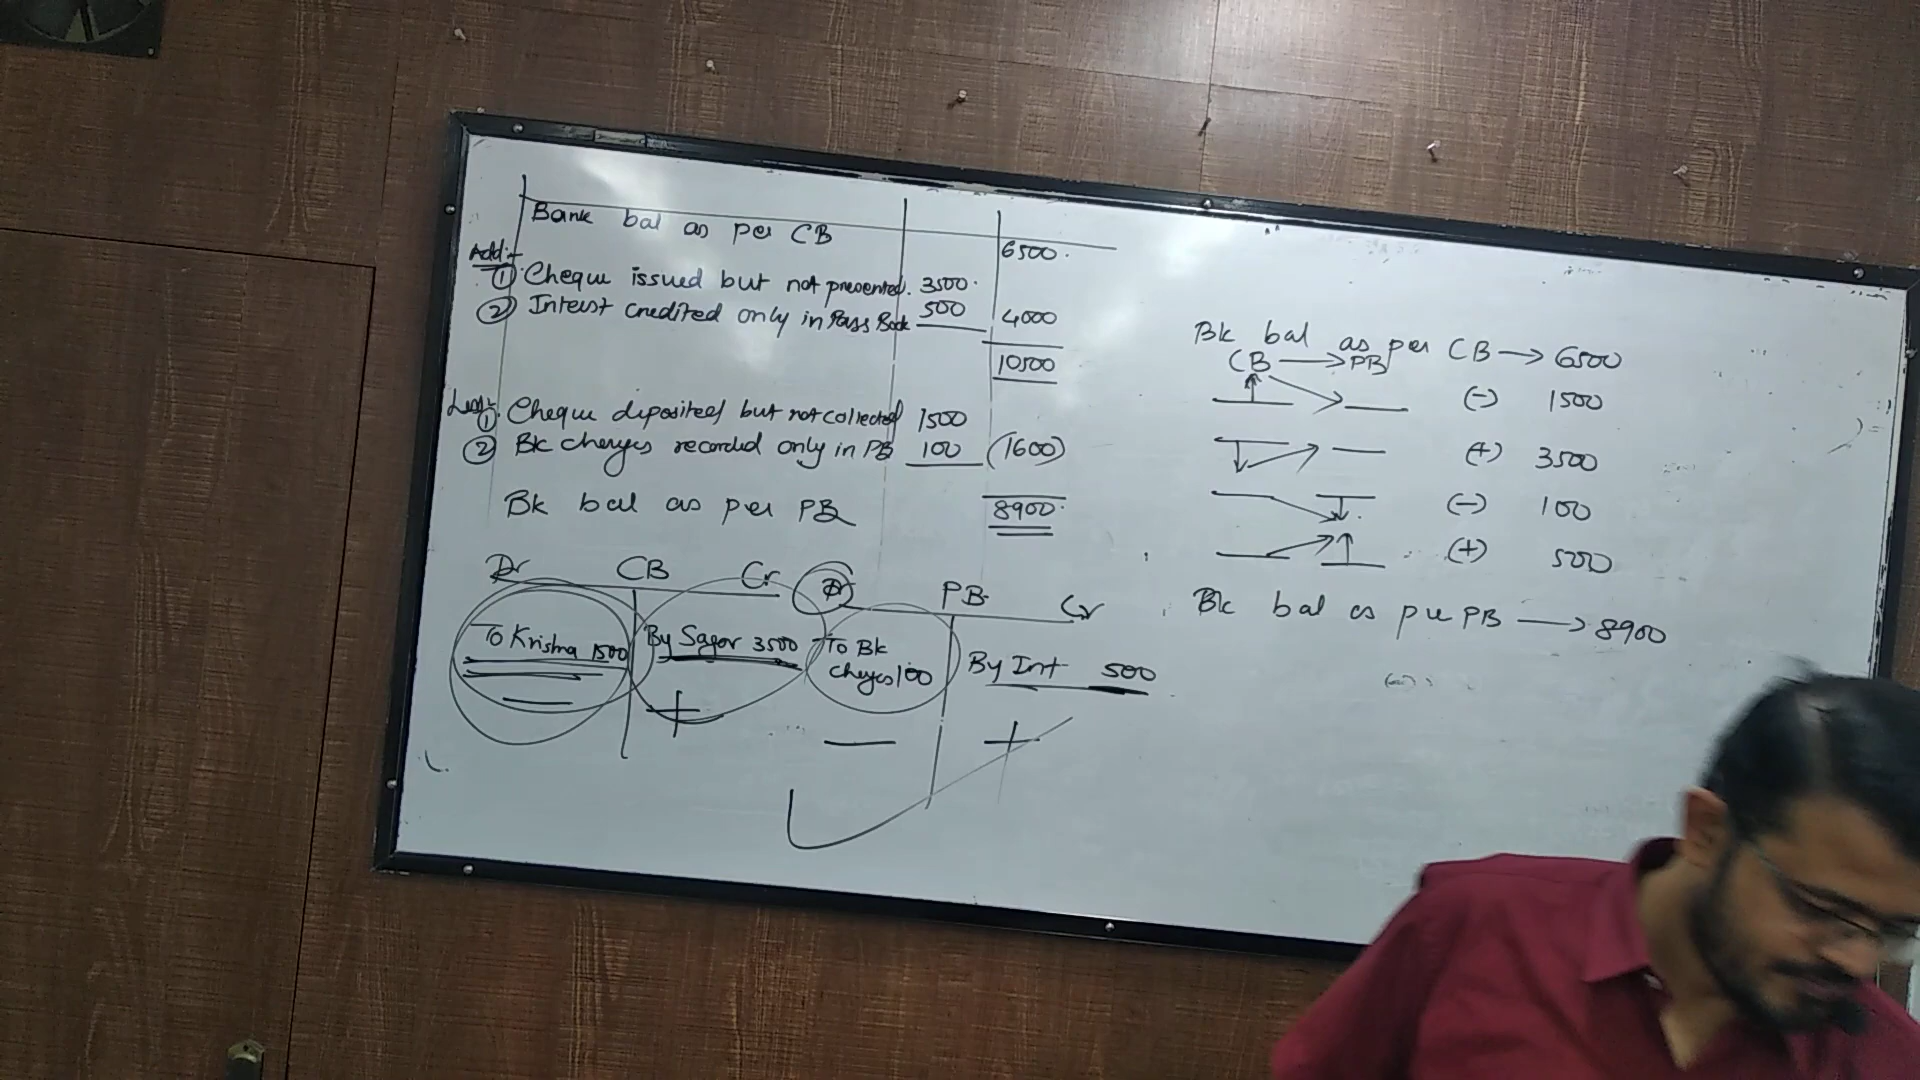 Bank bal as per CB 6500.
Add:-
① Cheque issued but not presented. 3500.
② Interst credited only in Pass Book 500 4000
10500
Less:-
① Cheque diposited but not collected 1500
② Bk charges recorded only in PB 100 (1600)
Bk bal as per PB 8900.
Dr CB Cr
To Krishna 1500 By Sagar 3500
− +
Dr PB Cr
To Bk By Int 500
charges 100
− +
Bk bal as per CB → 6500
CB → PB
(-) 1500
(+) 3500
(-) 100
(+) 500
Bk bal as per PB → 8900